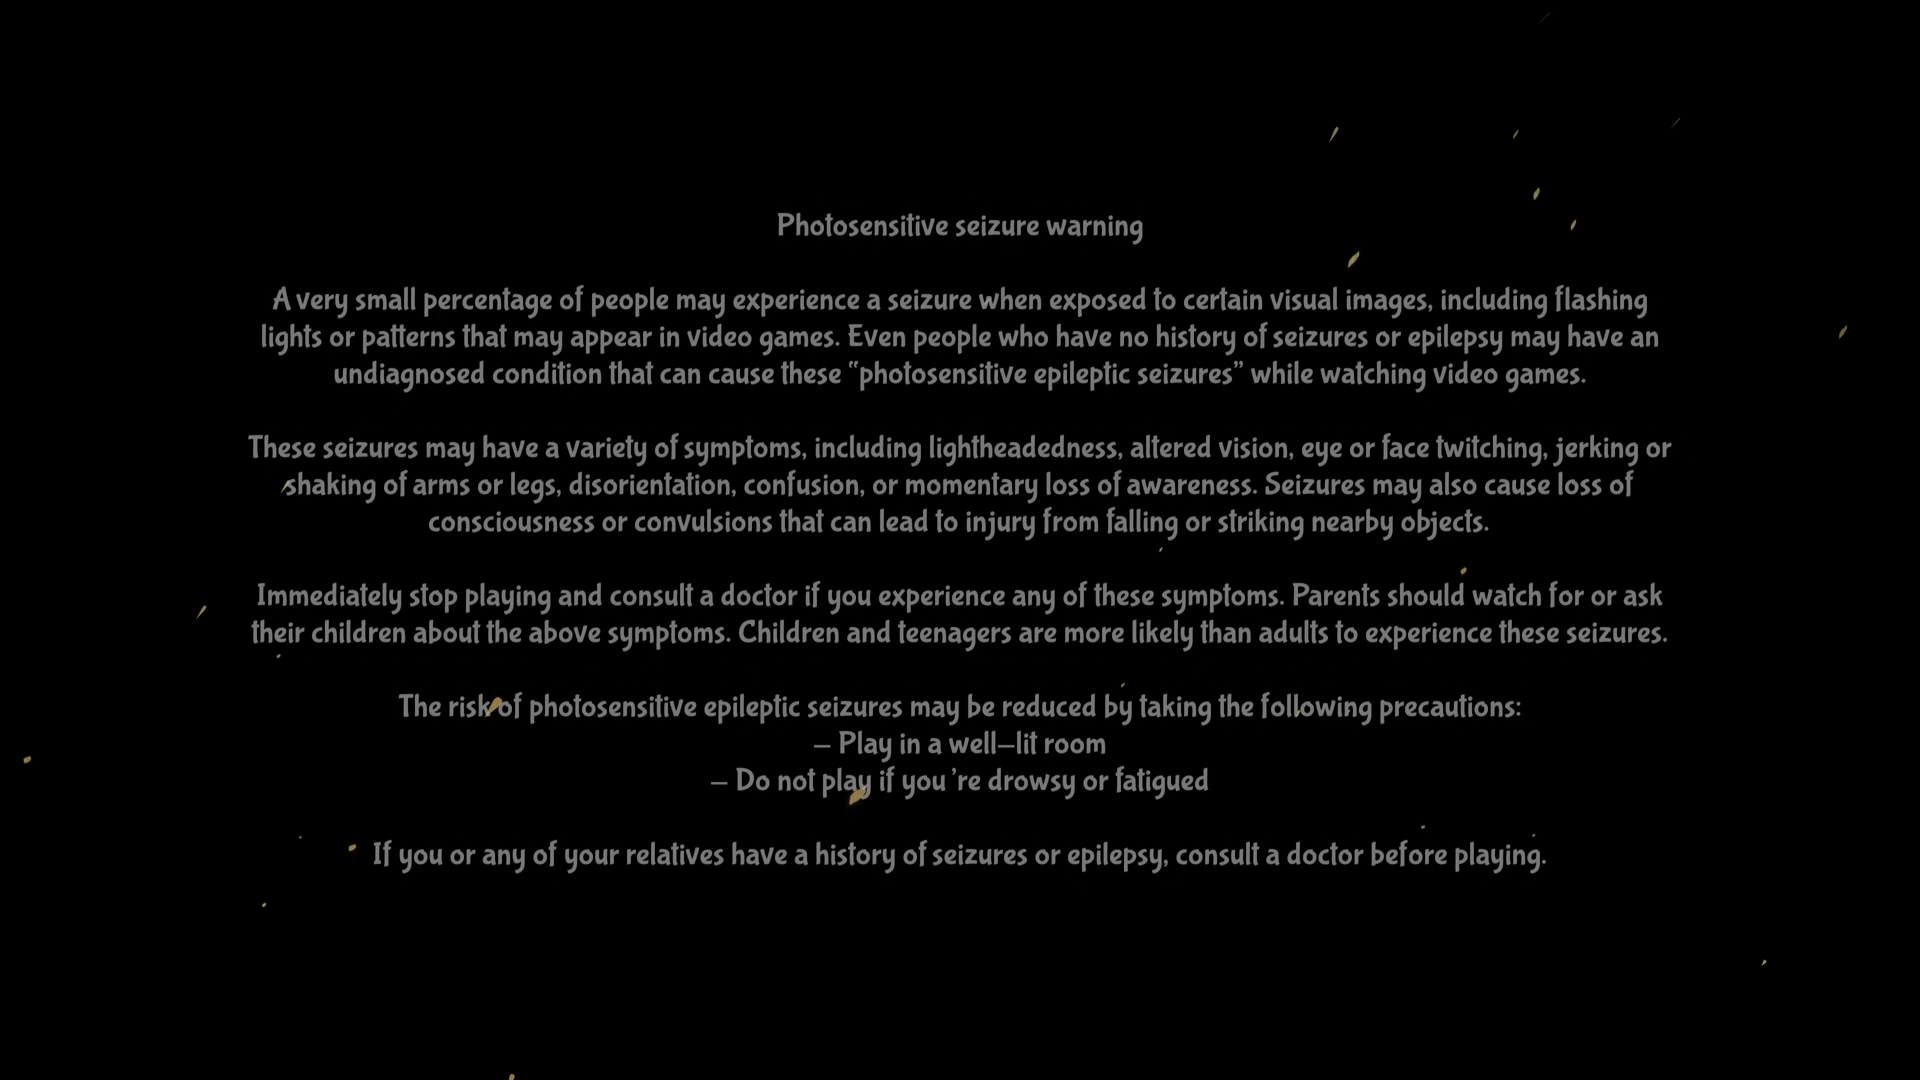 Photosensitive seizure warning
A very small percentage of people may experience a seizure when exposed to certain visual images, including flashing
lights or patterns that may appear in video games. Even people who have no history of seizures or epilepsy may have an
undiagnosed condition that can cause these “photosensitive epileptic seizures” while watching video games.
These seizures may have a variety of symptoms, including lightheadedness, altered vision, eye or face twitching, jerking or
shaking of arms or legs, disorientation, confusion, or momentary loss of awareness. Seizures may also cause loss of
consciousness or convulsions that can lead to injury from falling or striking nearby objects.
Immediately stop playing and consult a doctor if you experience any of these symptoms. Parents should watch for or ask
their children about the above symptoms. Children and teenagers are more likely than adults to experience these seizures.
The risk of photosensitive epileptic seizures may be reduced by taking the following precautions:
– Play in a well–lit room
– Do not play if you ’re drowsy or fatigued
If you or any of your relatives have a history of seizures or epilepsy, consult a doctor before playing.